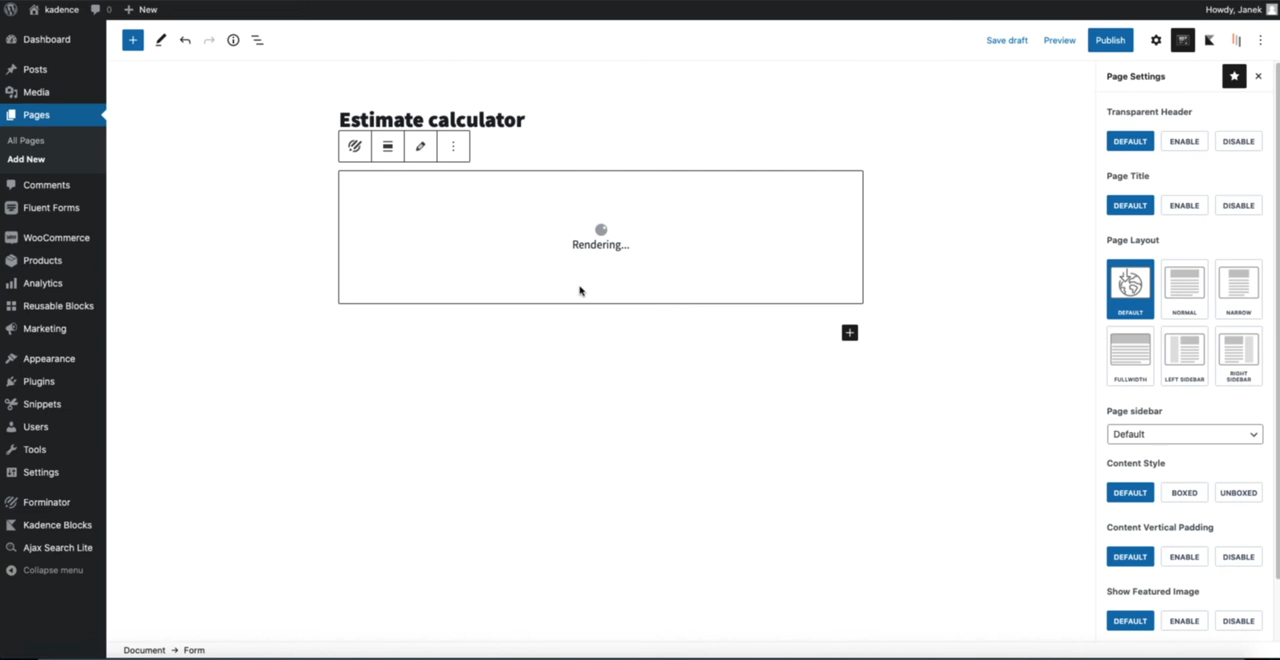 kadence
0
New
Howdy, Janek
Dashboard
Posts
Media
Pages
All Pages
Add New
Comments
Fluent Forms
WooCommerce
Products
Analytics
Reusable Blocks
Marketing
Appearance
Plugins
Snippets
Users
Tools
Settings
Forminator
Kadence Blocks
Ajax Search Lite
Collapse menu
Save draft
Preview
Publish
Estimate calculator
Rendering...
Page Settings
Transparent Header
DEFAULT ENABLE DISABLE
Page Title
DEFAULT ENABLE DISABLE
Page Layout
DEFAULT NORMAL NARROW
FULLWIDTH LEFT SIDEBAR RIGHT SIDEBAR
Page sidebar
Default
Content Style
DEFAULT BOXED UNBOXED
Content Vertical Padding
DEFAULT ENABLE DISABLE
Show Featured Image
DEFAULT ENABLE DISABLE
Document → Form